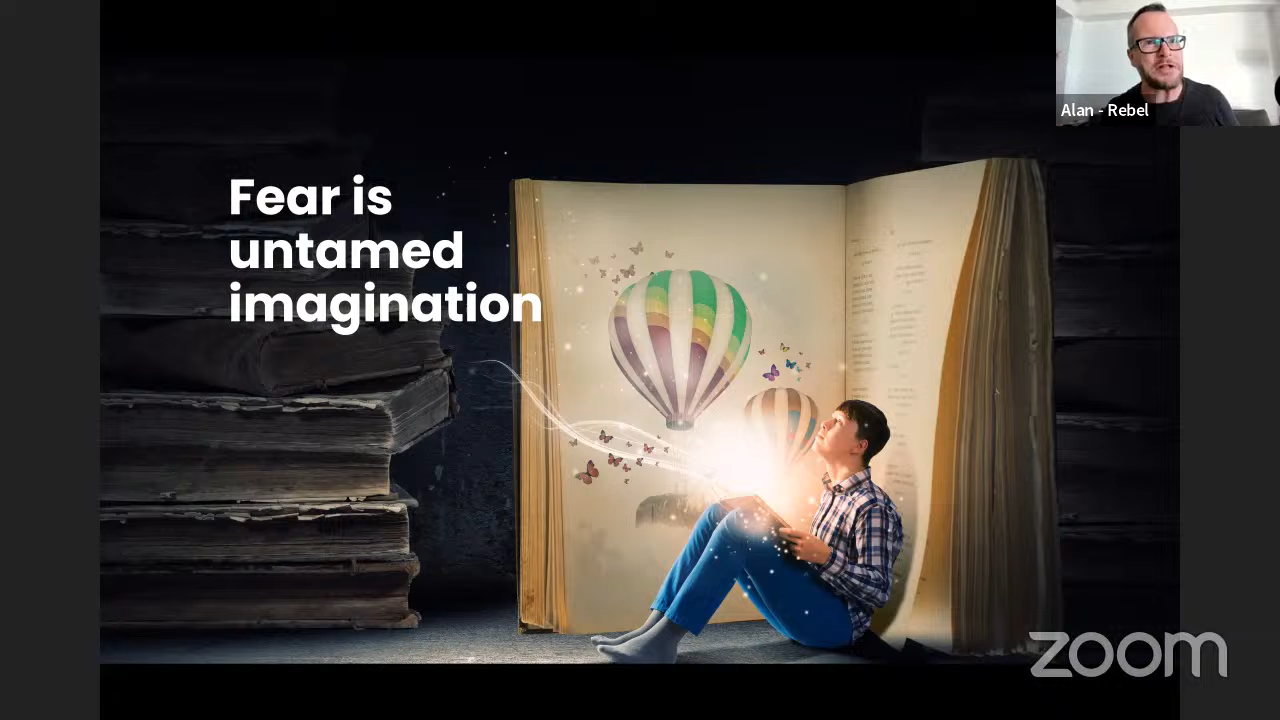 Alan - Rebel
Fear is
untamed
imagination
zoom